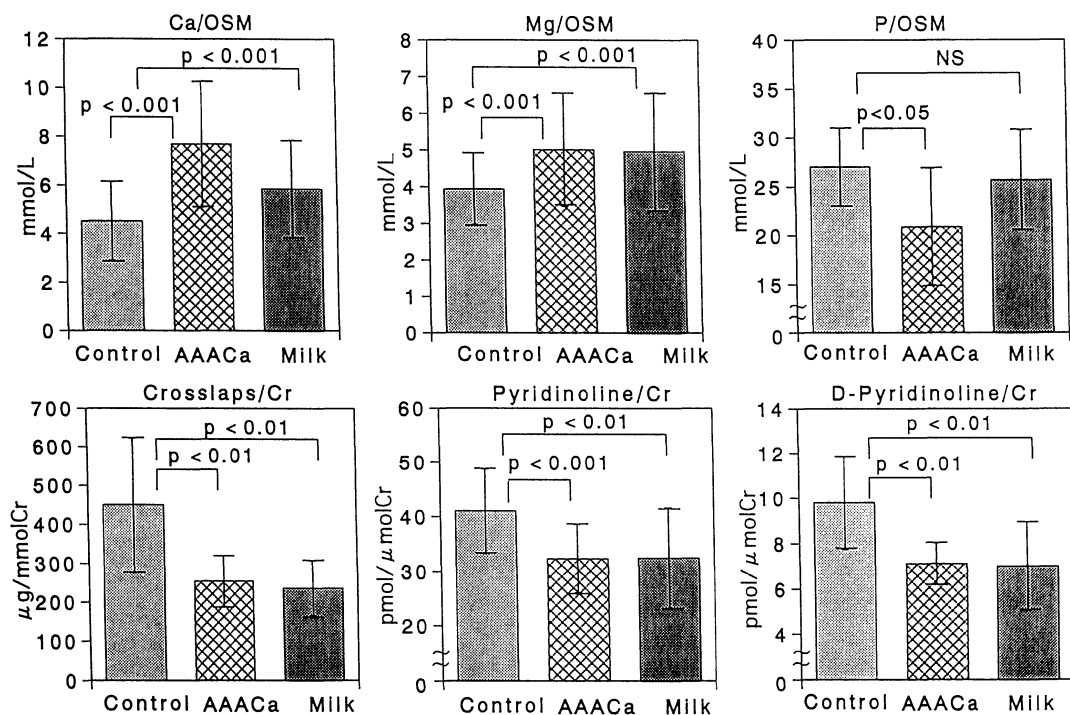 Ca/OSM
12
10
8
6
4
2
0
mmol/L
p < 0.001
p < 0.001
Control AAACa Milk
Mg/OSM
8
7
6
5
4
3
2
1
0
mmol/L
p < 0.001
p < 0.001
Control AAACa Milk
P/OSM
40
35
30
25
20
15
0
mmol/L
NS
p<0.05
Control AAACa Milk
Crosslaps/Cr
700
600
500
400
300
200
100
0
µg/mmolCr
p < 0.01
p < 0.01
Control AAACa Milk
Pyridinoline/Cr
60
50
40
30
20
0
pmol/µmolCr
p < 0.01
p < 0.001
Control AAACa Milk
D-Pyridinoline/Cr
14
12
10
8
6
4
0
pmol/µmolCr
p < 0.01
p < 0.01
Control AAACa Milk